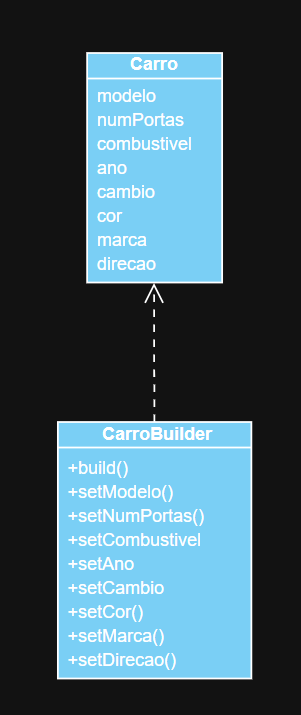 Carro
modelo
numPortas
combustivel
ano
cambio
cor
marca
direcao
CarroBuilder
+build()
+setModelo()
+setNumPortas()
+setCombustivel
+setAno
+setCambio
+setCor()
+setMarca()
+setDirecao()